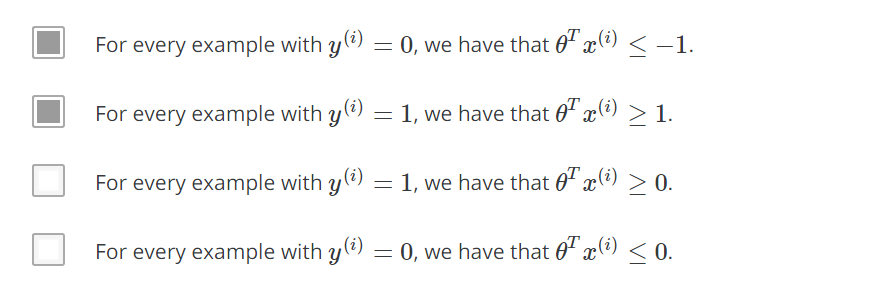 For every example with y^(i) = 0, we have that θ^T x^(i) ≤ −1.
For every example with y^(i) = 1, we have that θ^T x^(i) ≥ 1.
For every example with y^(i) = 1, we have that θ^T x^(i) ≥ 0.
For every example with y^(i) = 0, we have that θ^T x^(i) ≤ 0.